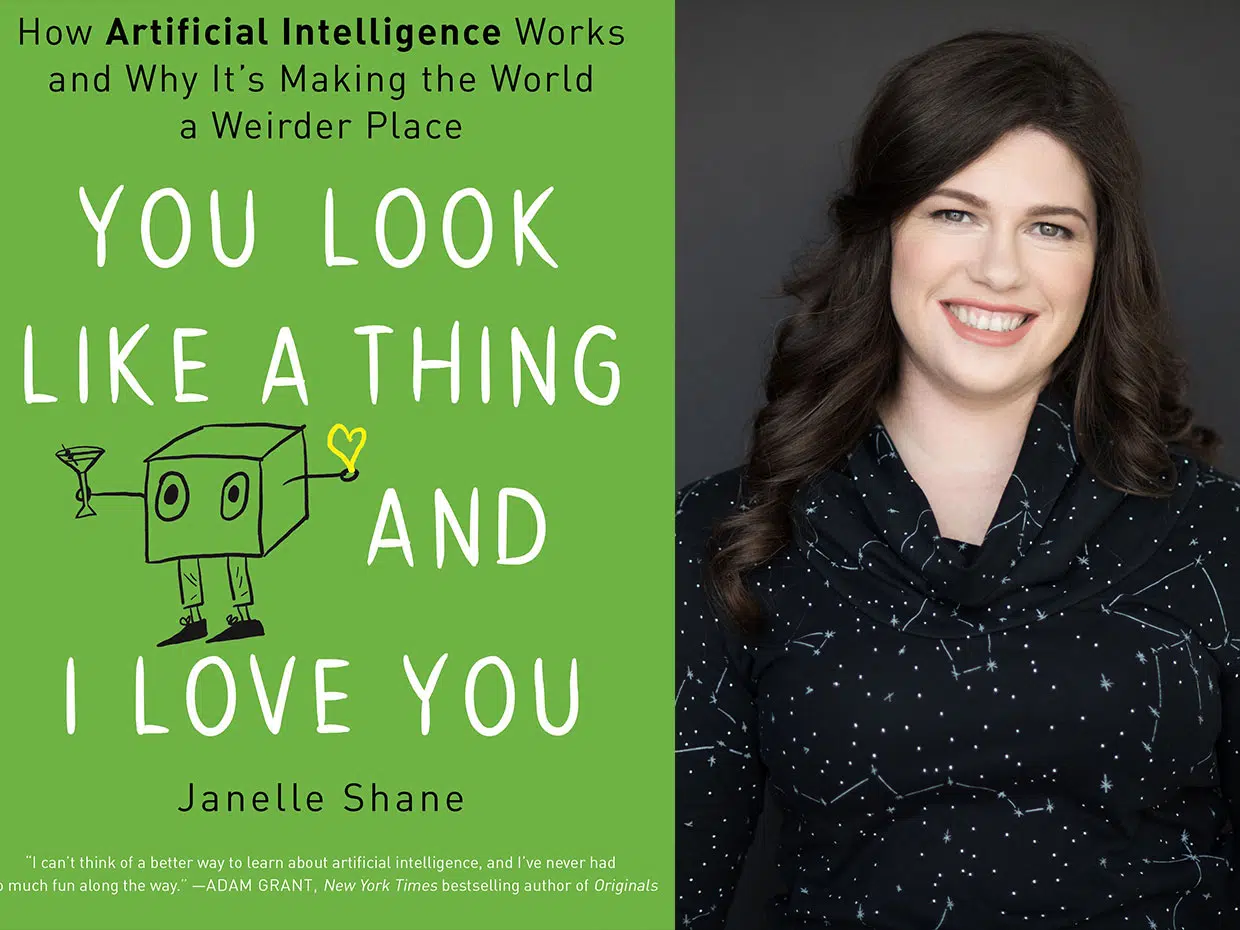 How Artificial Intelligence Works
and Why It's Making the World
a Weirder Place
YOU LOOK
LIKE A THING
AND
I LOVE YOU
Janelle Shane
"I can't think of a better way to learn about artificial intelligence, and I've never had
much fun along the way." —ADAM GRANT, New York Times bestselling author of Originals